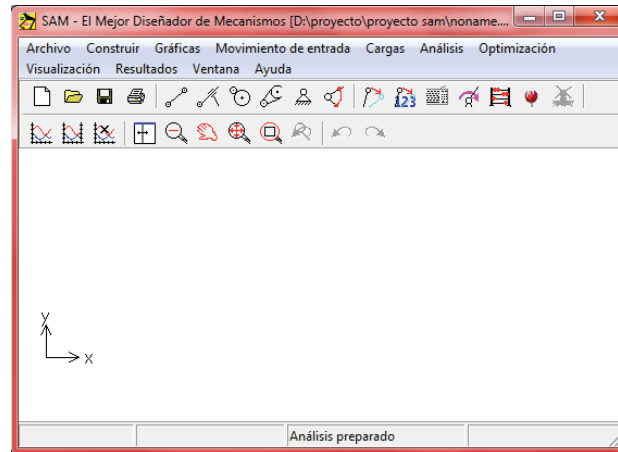 SAM - El Mejor Diseñador de Mecanismos [D:\proyecto\proyecto sam\noname....
Archivo Construir Gráficas Movimiento de entrada Cargas Análisis Optimización
Visualización Resultados Ventana Ayuda
123
y
x
Análisis preparado